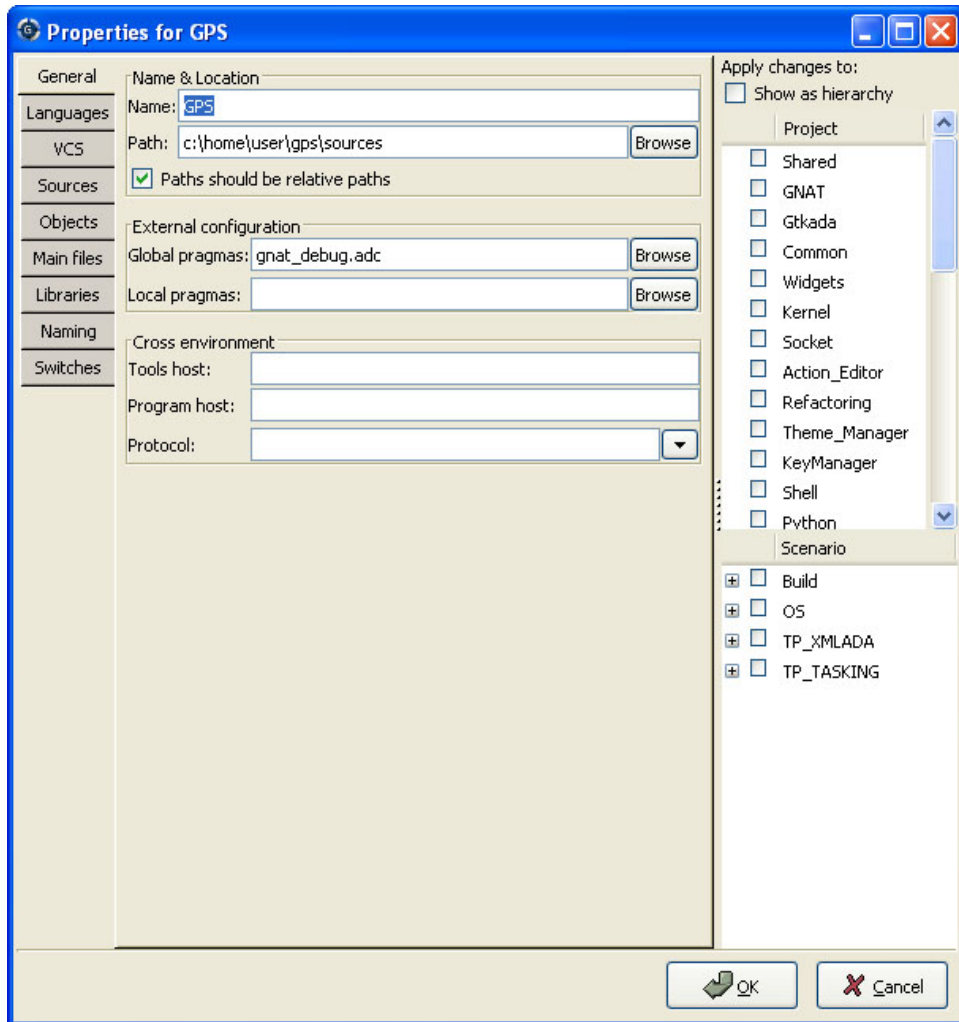 Properties for GPS
General
Languages
VCS
Sources
Objects
Main files
Libraries
Naming
Switches
Name & Location
Name: GPS
Path: c:\home\user\gps\sources Browse
Paths should be relative paths
External configuration
Global pragmas: gnat_debug.adc Browse
Local pragmas: Browse
Cross environment
Tools host:
Program host:
Protocol:
Apply changes to:
Show as hierarchy
Project
Shared
GNAT
Gtkada
Common
Widgets
Kernel
Socket
Action_Editor
Refactoring
Theme_Manager
KeyManager
Shell
Python
Scenario
Build
OS
TP_XMLADA
TP_TASKING
OK
Cancel